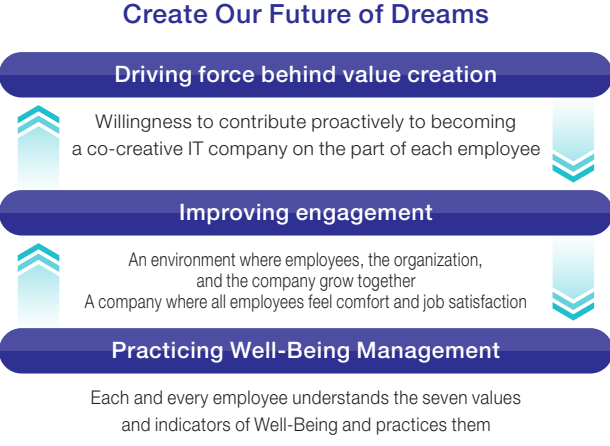 Create Our Future of Dreams
Driving force behind value creation
Willingness to contribute proactively to becoming
a co-creative IT company on the part of each employee
Improving engagement
An environment where employees, the organization,
and the company grow together
A company where all employees feel comfort and job satisfaction
Practicing Well-Being Management
Each and every employee understands the seven values
and indicators of Well-Being and practices them